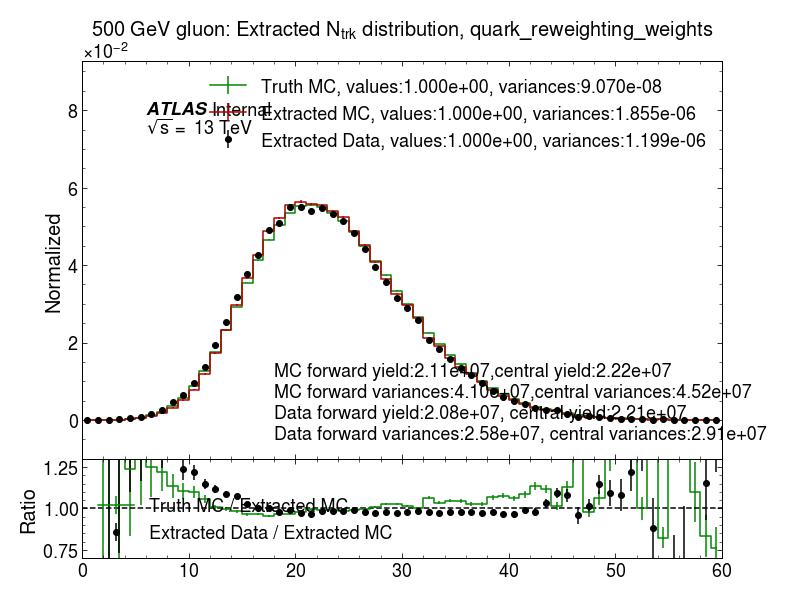 500 GeV gluon: Extracted Ntrk distribution, quark_reweighting_weights
×10−2
Truth MC, values:1.000e+00, variances:9.070e-08
ATLAS Internal
Extracted MC, values:1.000e+00, variances:1.855e-06
√s = 13 TeV
Extracted Data, values:1.000e+00, variances:1.199e-06
8
6
4
2
0
Normalized
MC forward yield:2.11e+07,central yield:2.22e+07
MC forward variances:4.10e+07,central variances:4.52e+07
Data forward yield:2.08e+07, central yield:2.21e+07
Data forward variances:2.58e+07, central variances:2.91e+07
1.25
1.00
0.75
Ratio
Truth MC / Extracted MC
Extracted Data / Extracted MC
0 10 20 30 40 50 60